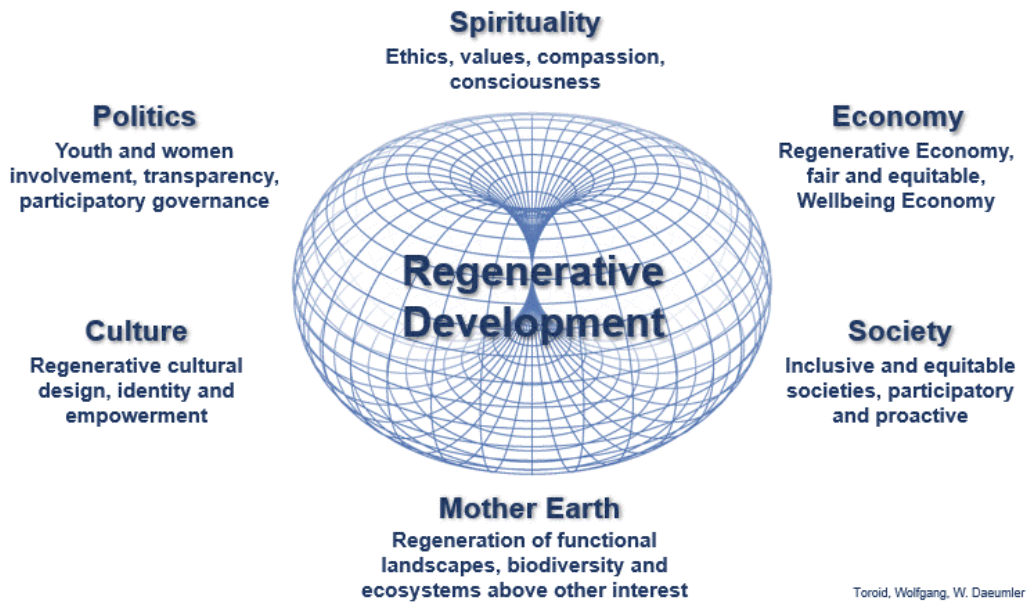 Spirituality
Ethics, values, compassion,
consciousness
Politics
Youth and women
involvement, transparency,
participatory governance
Economy
Regenerative Economy,
fair and equitable,
Wellbeing Economy
Regenerative
Development
Culture
Regenerative cultural
design, identity and
empowerment
Society
Inclusive and equitable
societies, participatory
and proactive
Mother Earth
Regeneration of functional
landscapes, biodiversity and
ecosystems above other interest
Toroid, Wolfgang, W. Daeumler